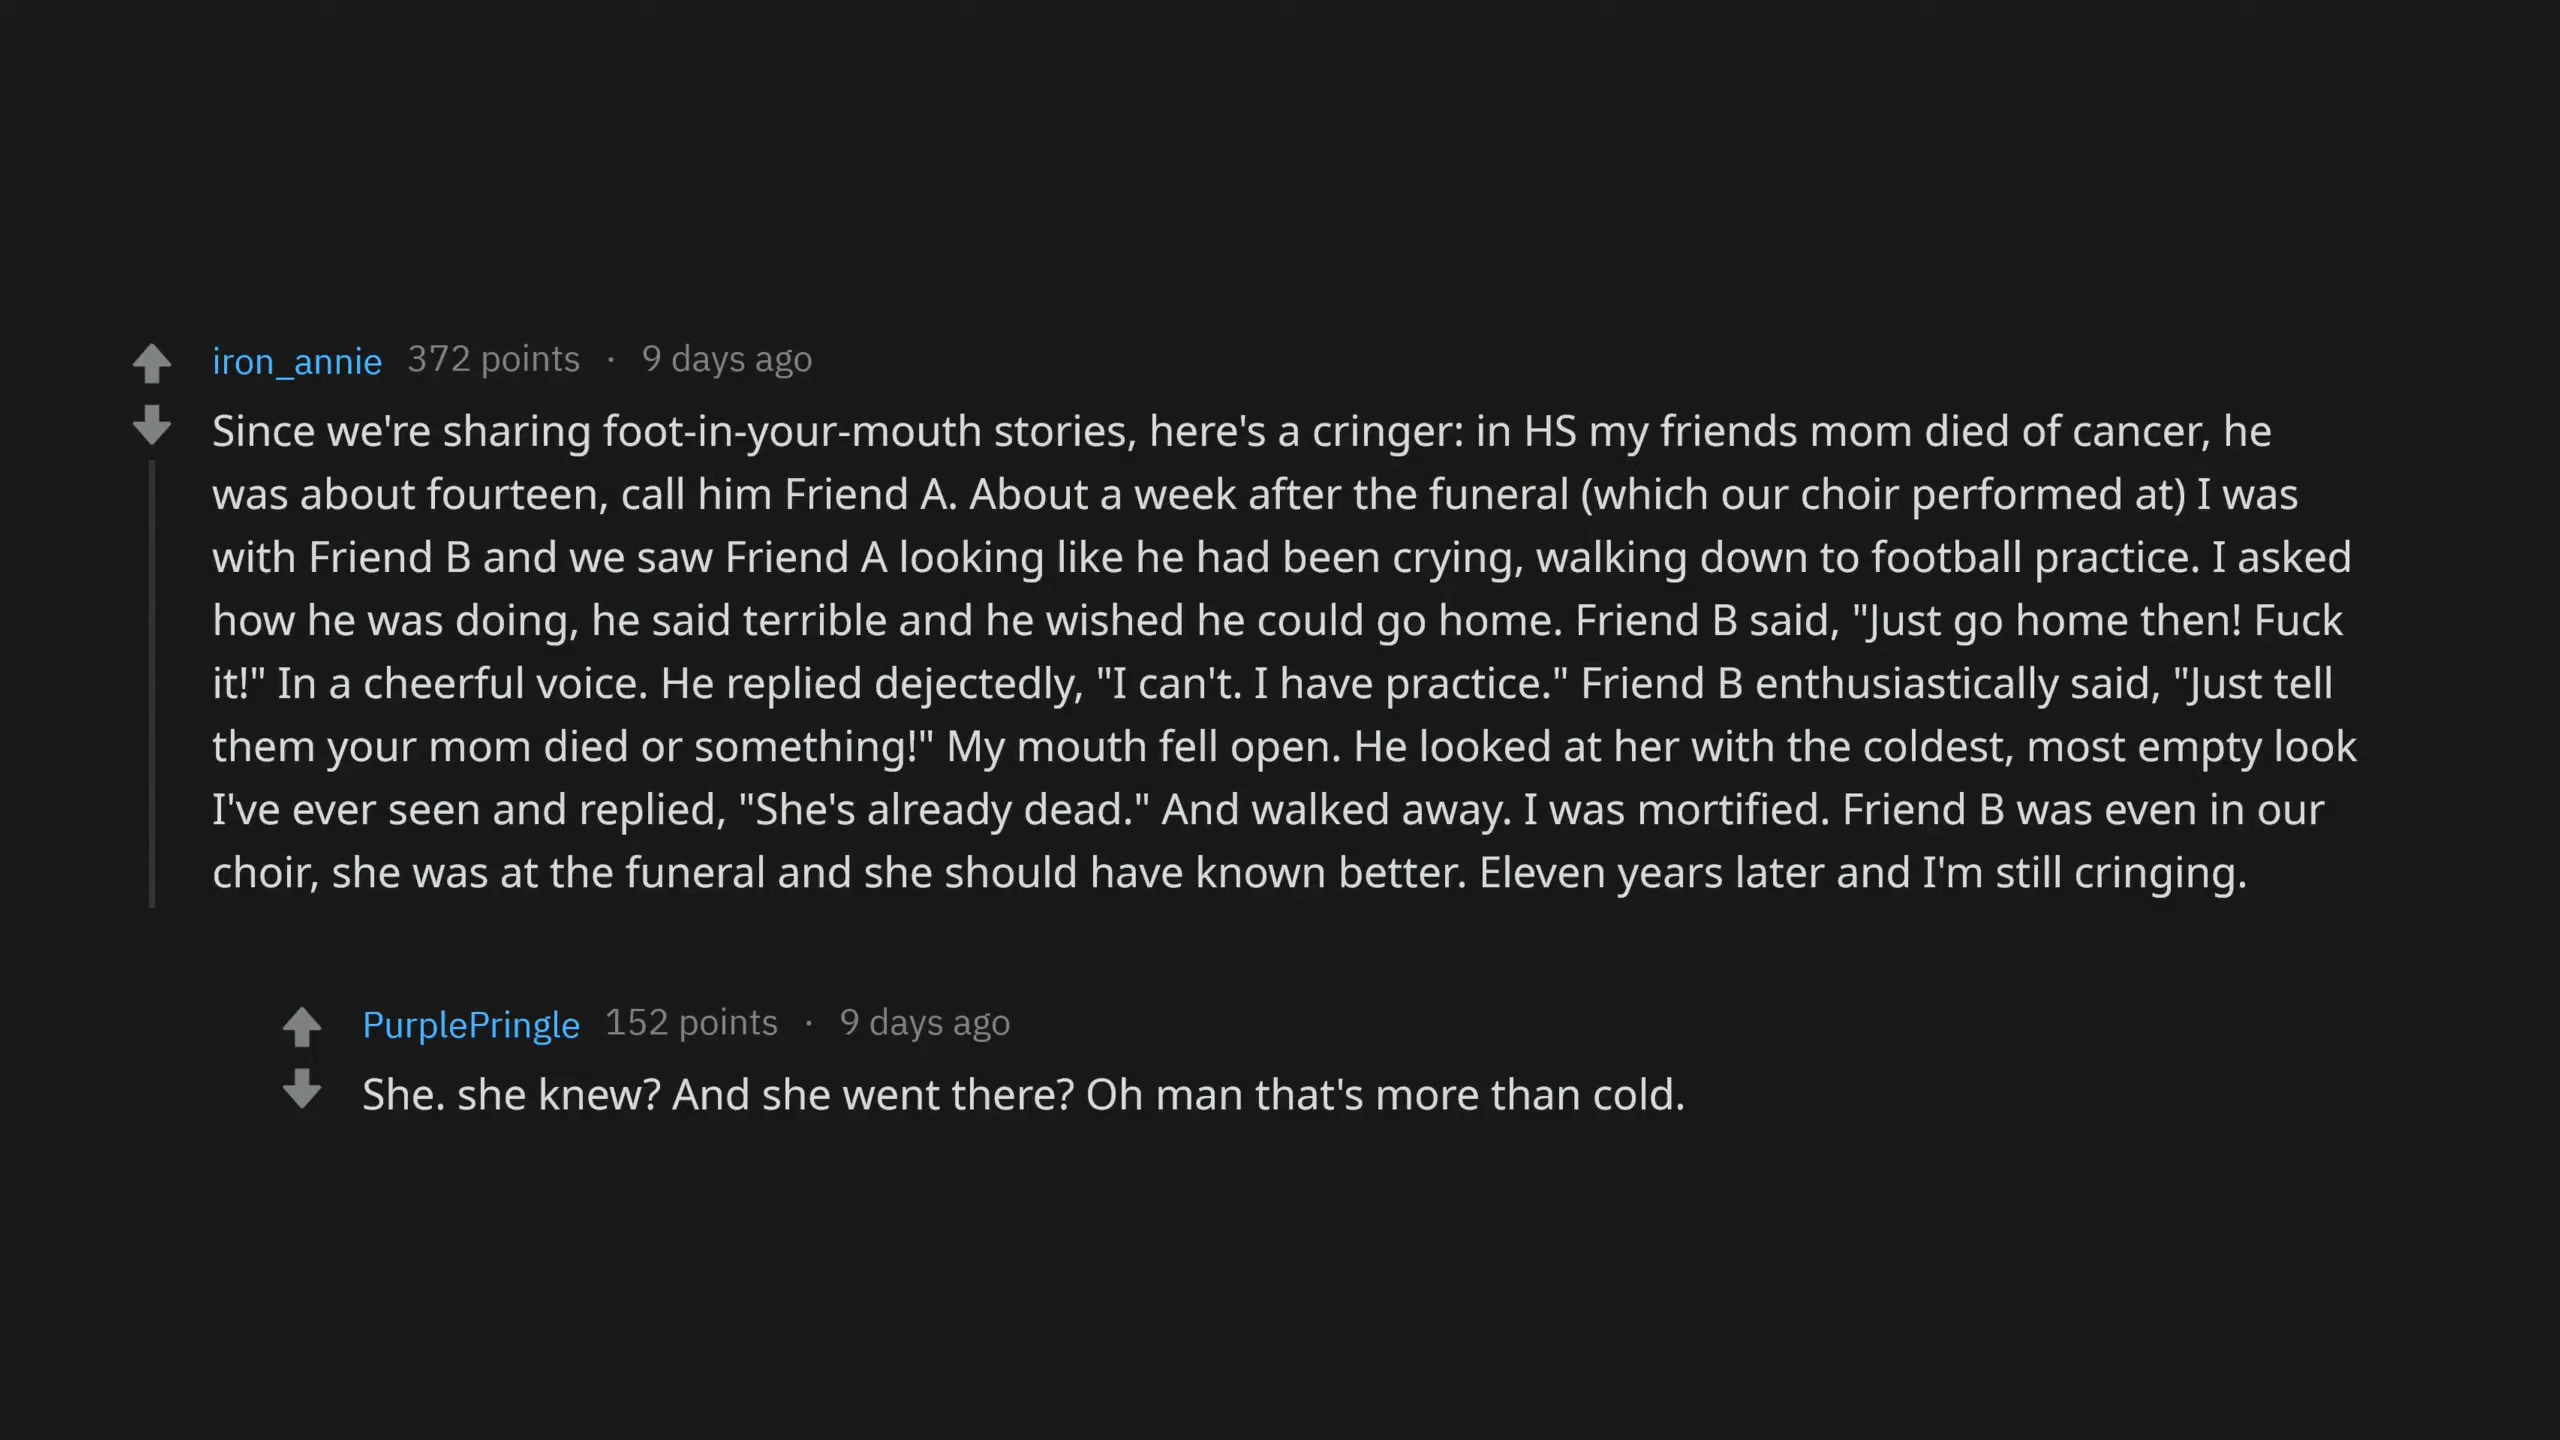 iron_annie 372 points · 9 days ago
Since we're sharing foot-in-your-mouth stories, here's a cringer: in HS my friends mom died of cancer, he
was about fourteen, call him Friend A. About a week after the funeral (which our choir performed at) I was
with Friend B and we saw Friend A looking like he had been crying, walking down to football practice. I asked
how he was doing, he said terrible and he wished he could go home. Friend B said, "Just go home then! Fuck
it!" In a cheerful voice. He replied dejectedly, "I can't. I have practice." Friend B enthusiastically said, "Just tell
them your mom died or something!" My mouth fell open. He looked at her with the coldest, most empty look
I've ever seen and replied, "She's already dead." And walked away. I was mortified. Friend B was even in our
choir, she was at the funeral and she should have known better. Eleven years later and I'm still cringing.
PurplePringle 152 points · 9 days ago
She. she knew? And she went there? Oh man that's more than cold.